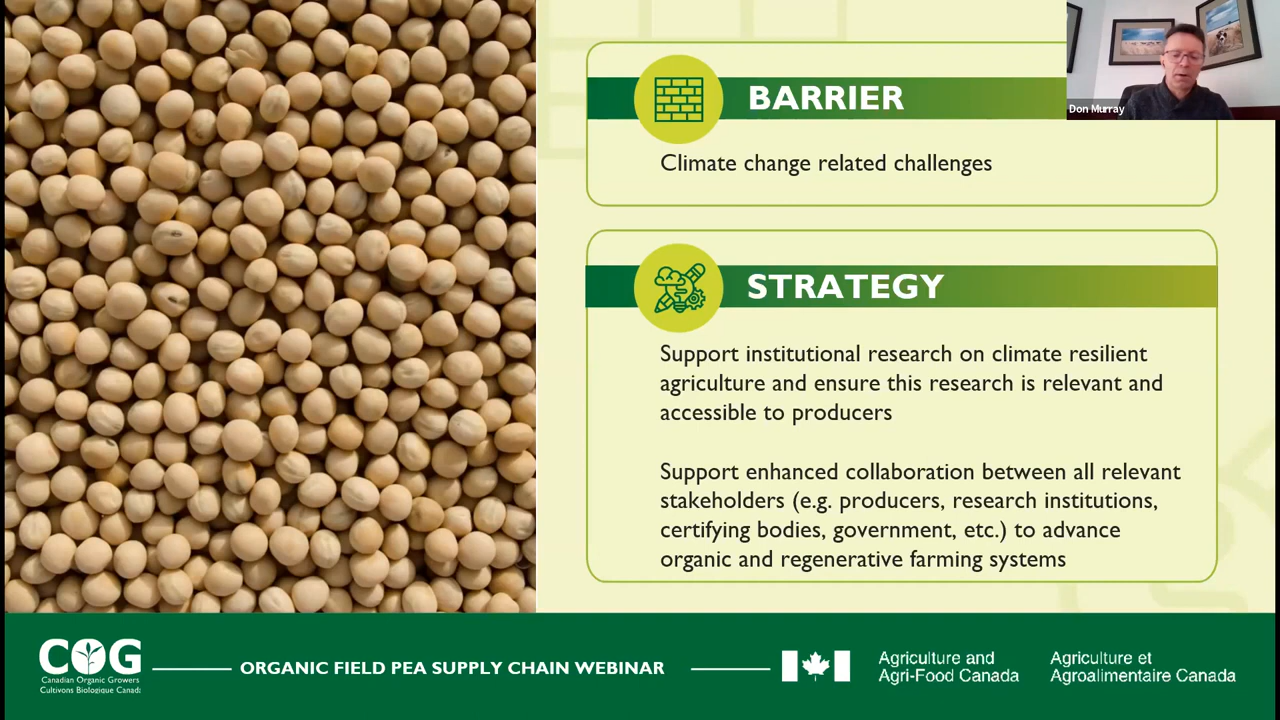 BARRIER
Don Murray
Climate change related challenges
STRATEGY
Support institutional research on climate resilient
agriculture and ensure this research is relevant and
accessible to producers
Support enhanced collaboration between all relevant
stakeholders (e.g. producers, research institutions,
certifying bodies, government, etc.) to advance
organic and regenerative farming systems
COG
Canadian Organic Growers
Cultivons Biologique Canada
ORGANIC FIELD PEA SUPPLY CHAIN WEBINAR
Agriculture and
Agri-Food Canada
Agriculture et
Agroalimentaire Canada